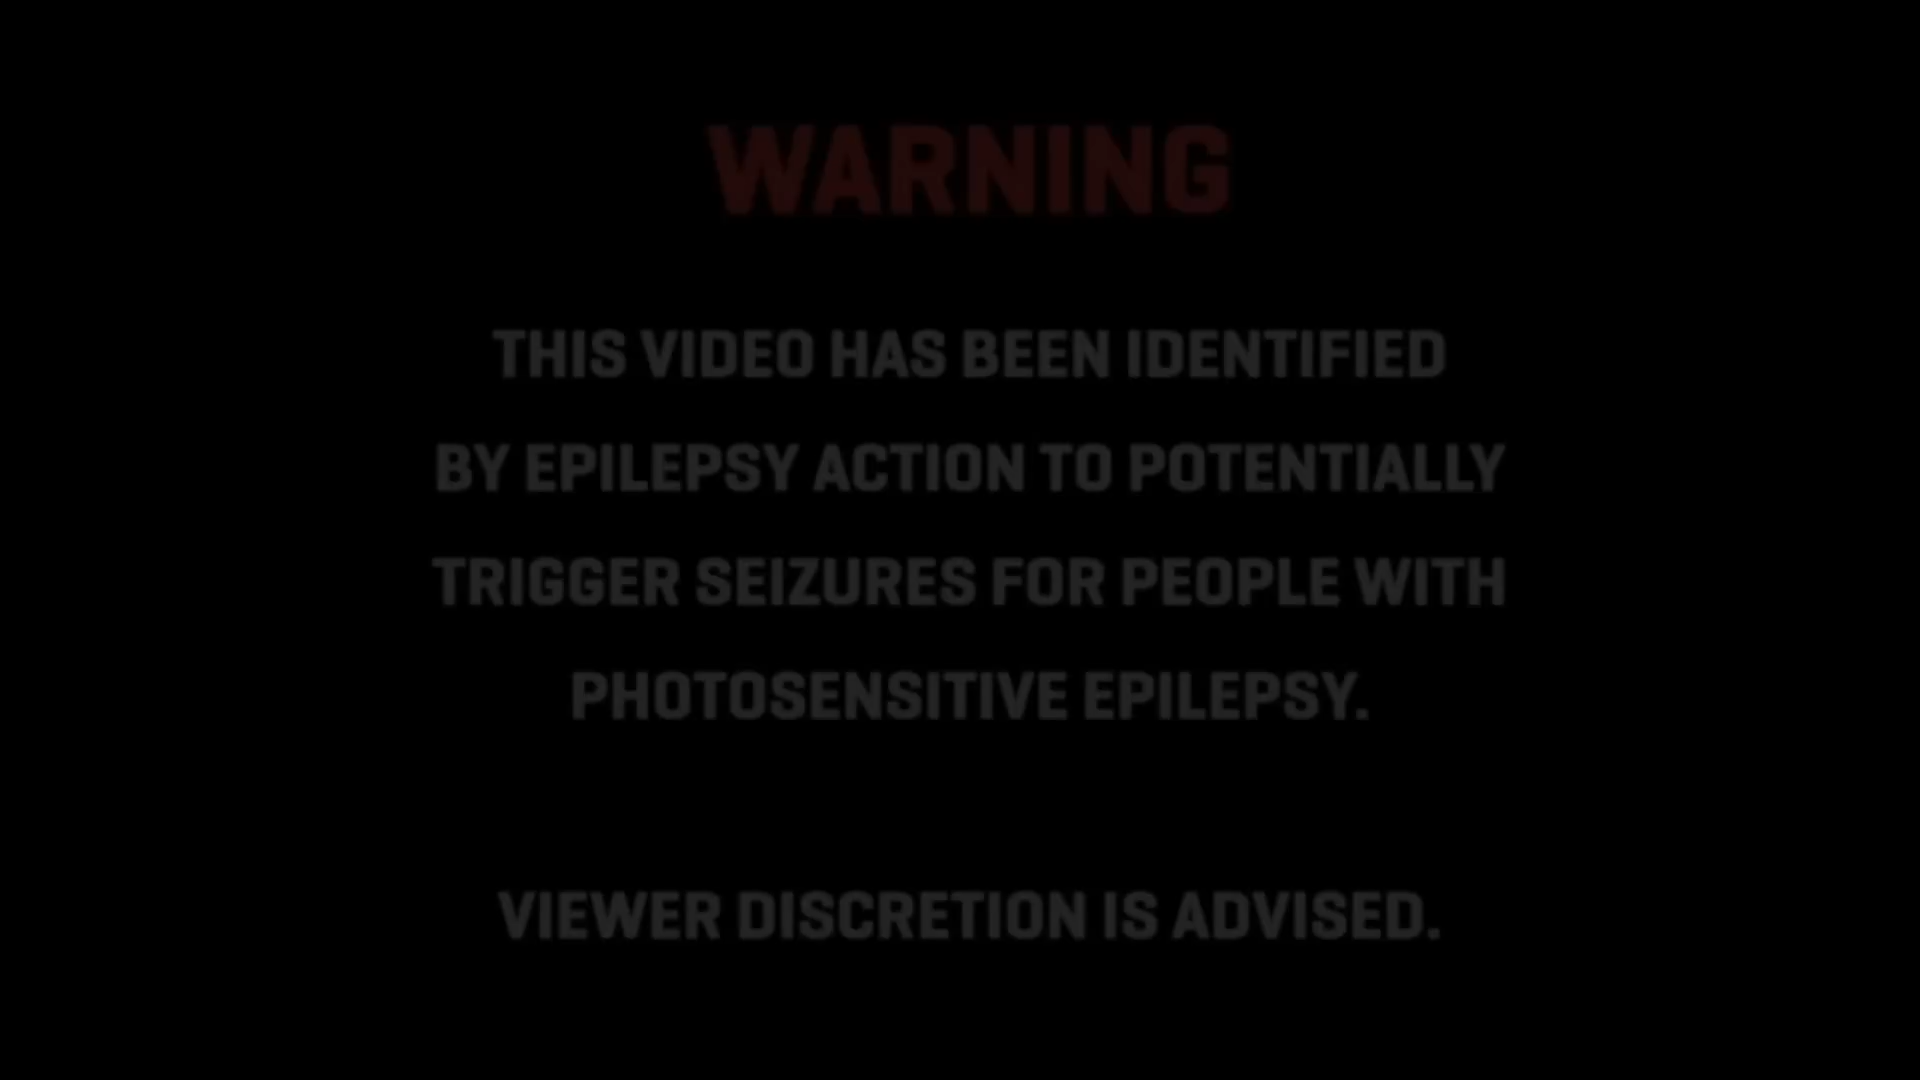 WARNING
THIS VIDEO HAS BEEN IDENTIFIED
BY EPILEPSY ACTION TO POTENTIALLY
TRIGGER SEIZURES FOR PEOPLE WITH
PHOTOSENSITIVE EPILEPSY.
VIEWER DISCRETION IS ADVISED.